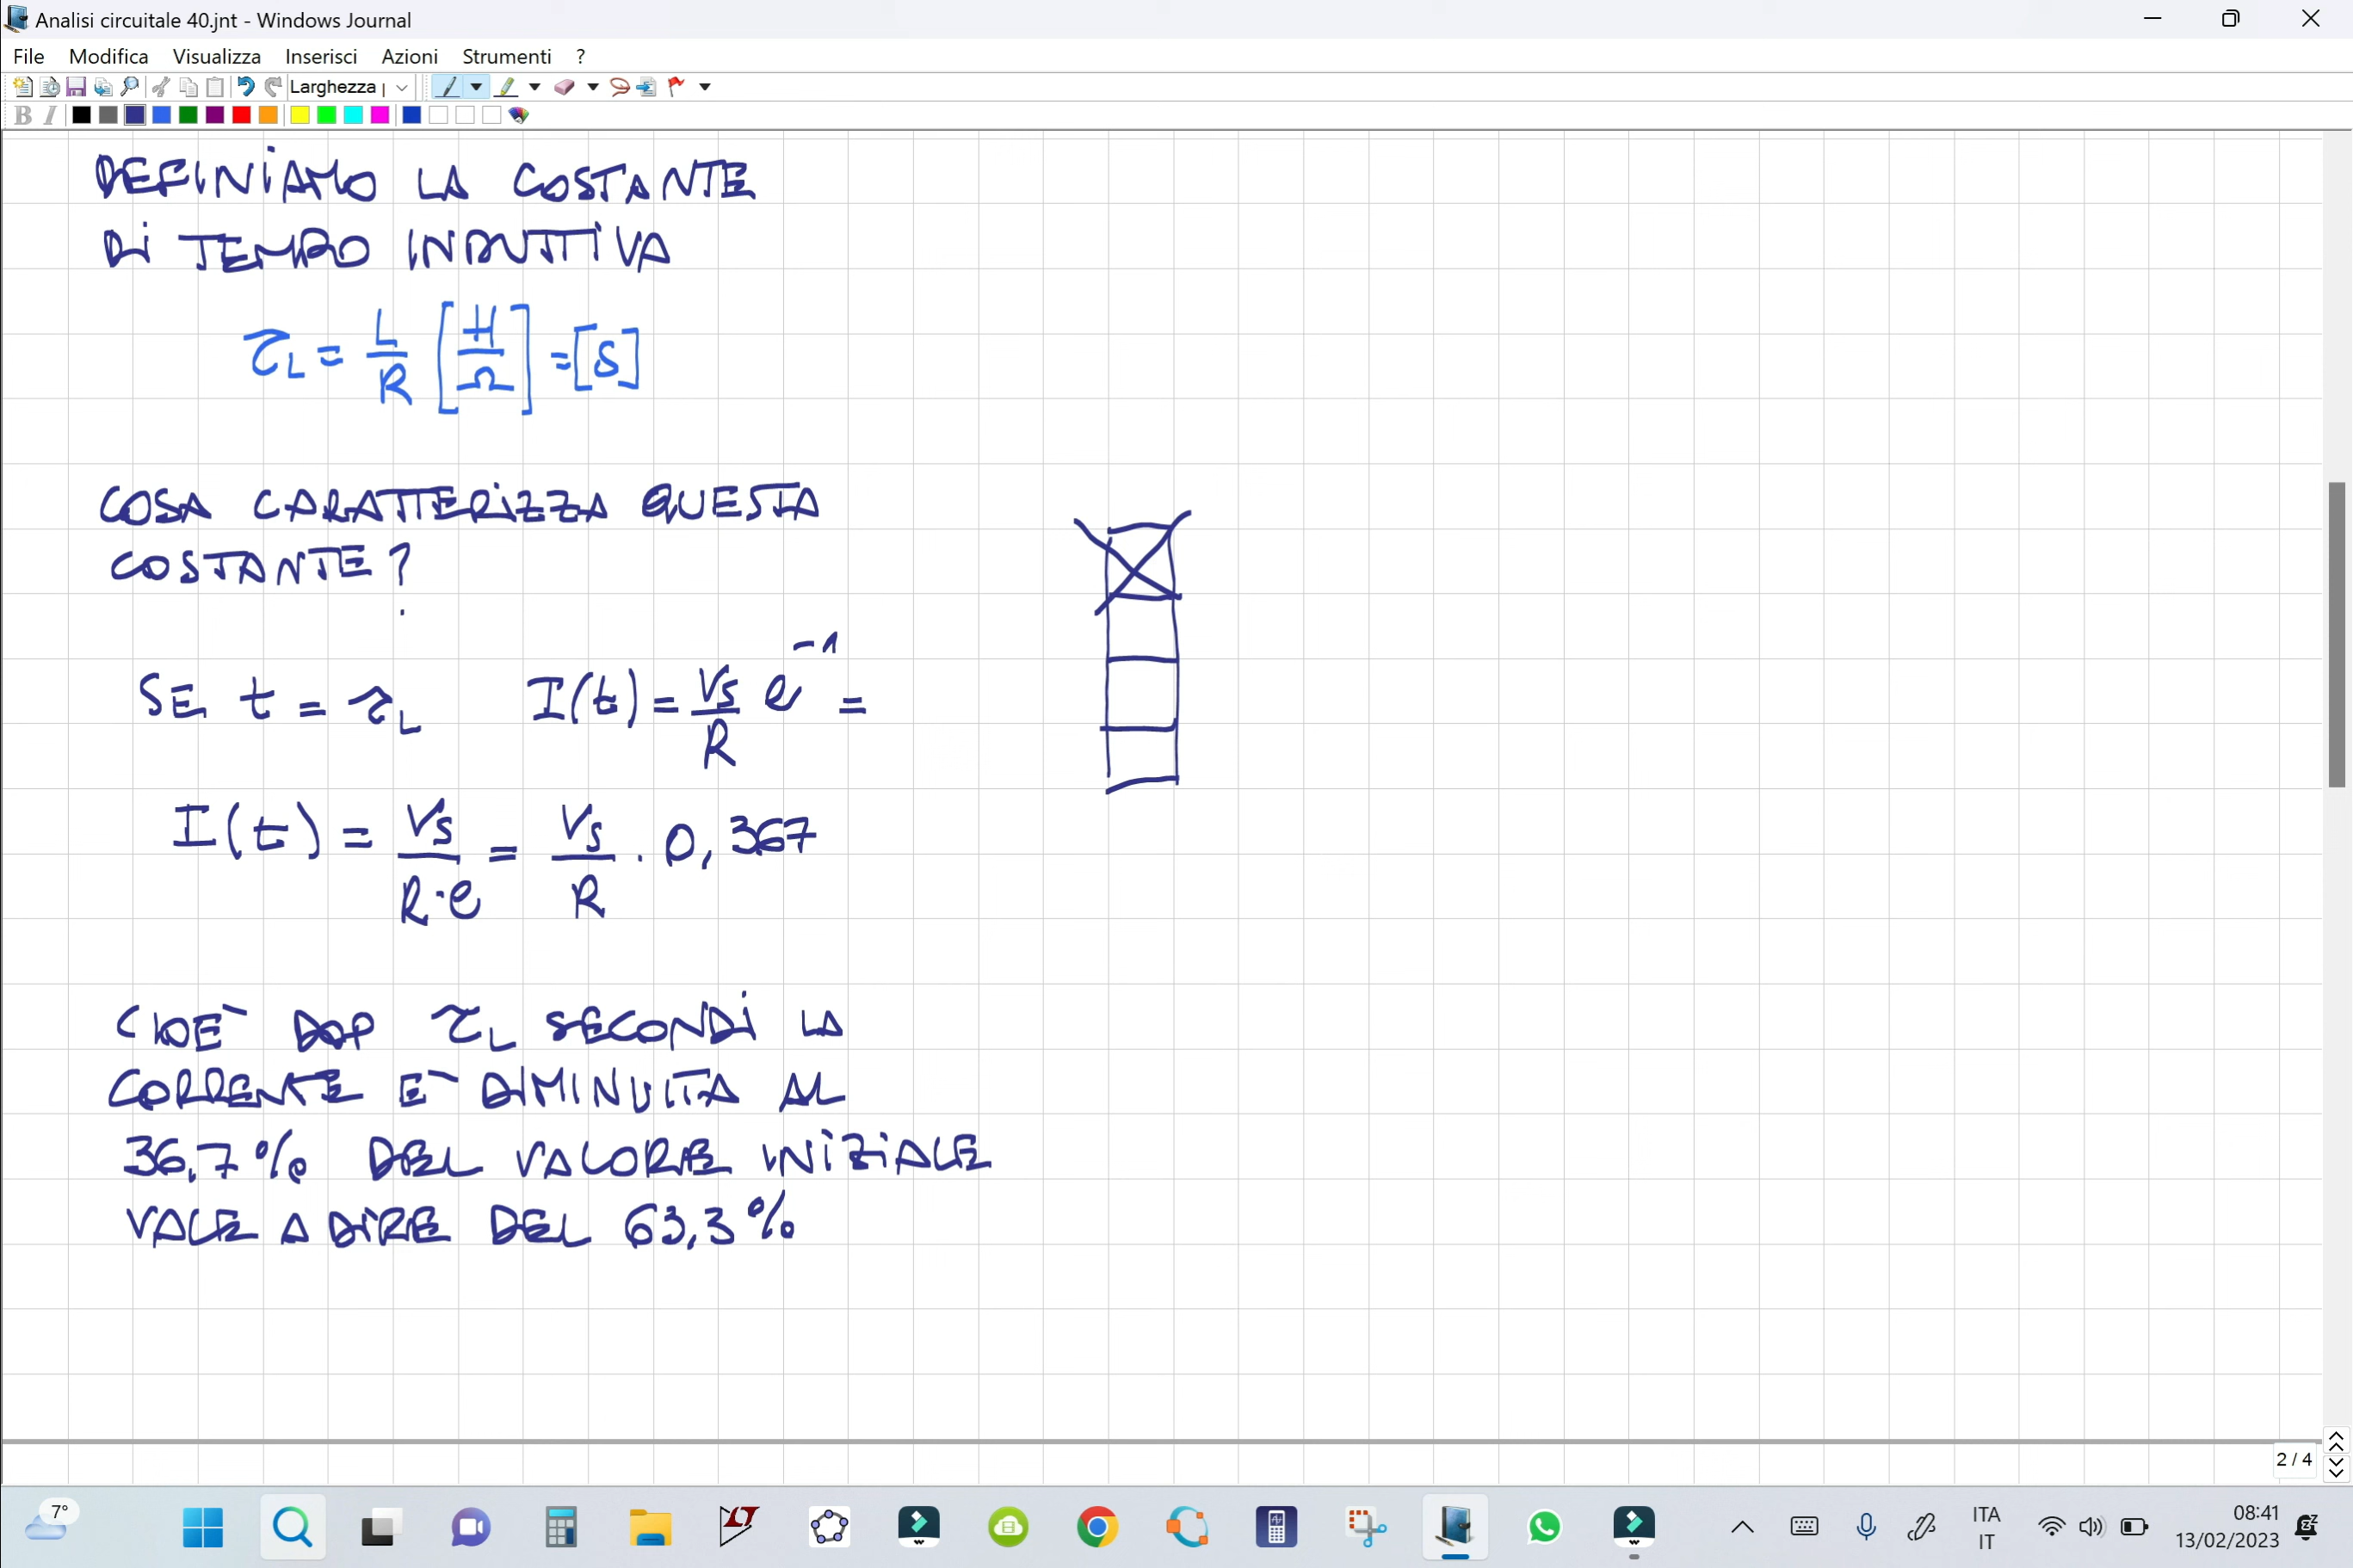 Analisi circuitale 40.jnt - Windows Journal
File Modifica Visualizza Inserisci Azioni Strumenti ?
Larghezza
B I
DEFINIAMO LA COSTANTE
DI TEMPO INDUTTIVA
τL = L/R [H/Ω] = [S]
COSA CARATTERIZZA QUESTA
COSTANTE?
SE t = τL I(t) = Vs/R e^-1 =
I(t) = Vs/R·e = Vs/R · 0,367
CIOÈ DOP τL SECONDI LA
CORRENTE È DIMINUITA AL
36,7% DEL VALORE INIZIALE
VALE A DIRE DEL 63,3%
2 / 4
7°
LT
ITA
IT
08:41
13/02/2023